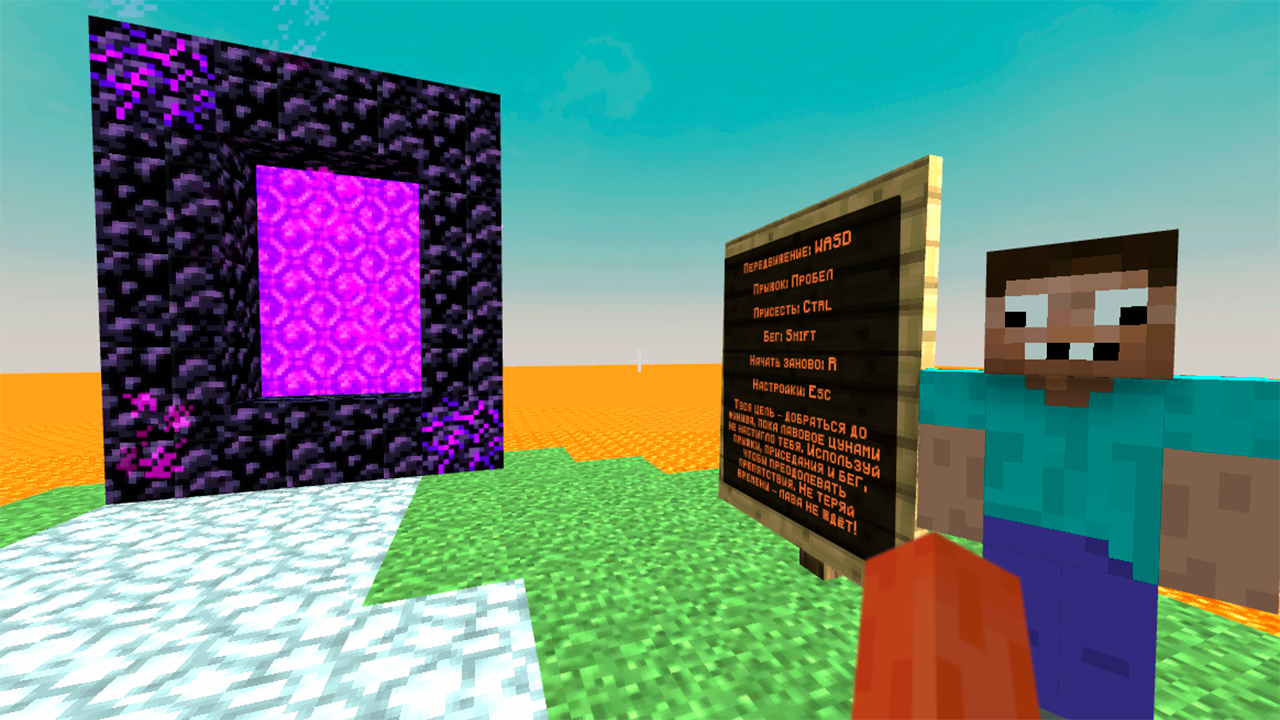 Передвижение: WASD
Прыжок: Пробел
Присесть: Ctrl
Бег: Shift
Начать заново: R
Настройки: Esc
Твоя цель – добраться до
финиша, пока лавовое цунами
не настигло тебя. Используй
прыжки, приседания и бег,
чтобы преодолевать
препятствия. Не теряй
времени – лава не ждёт!